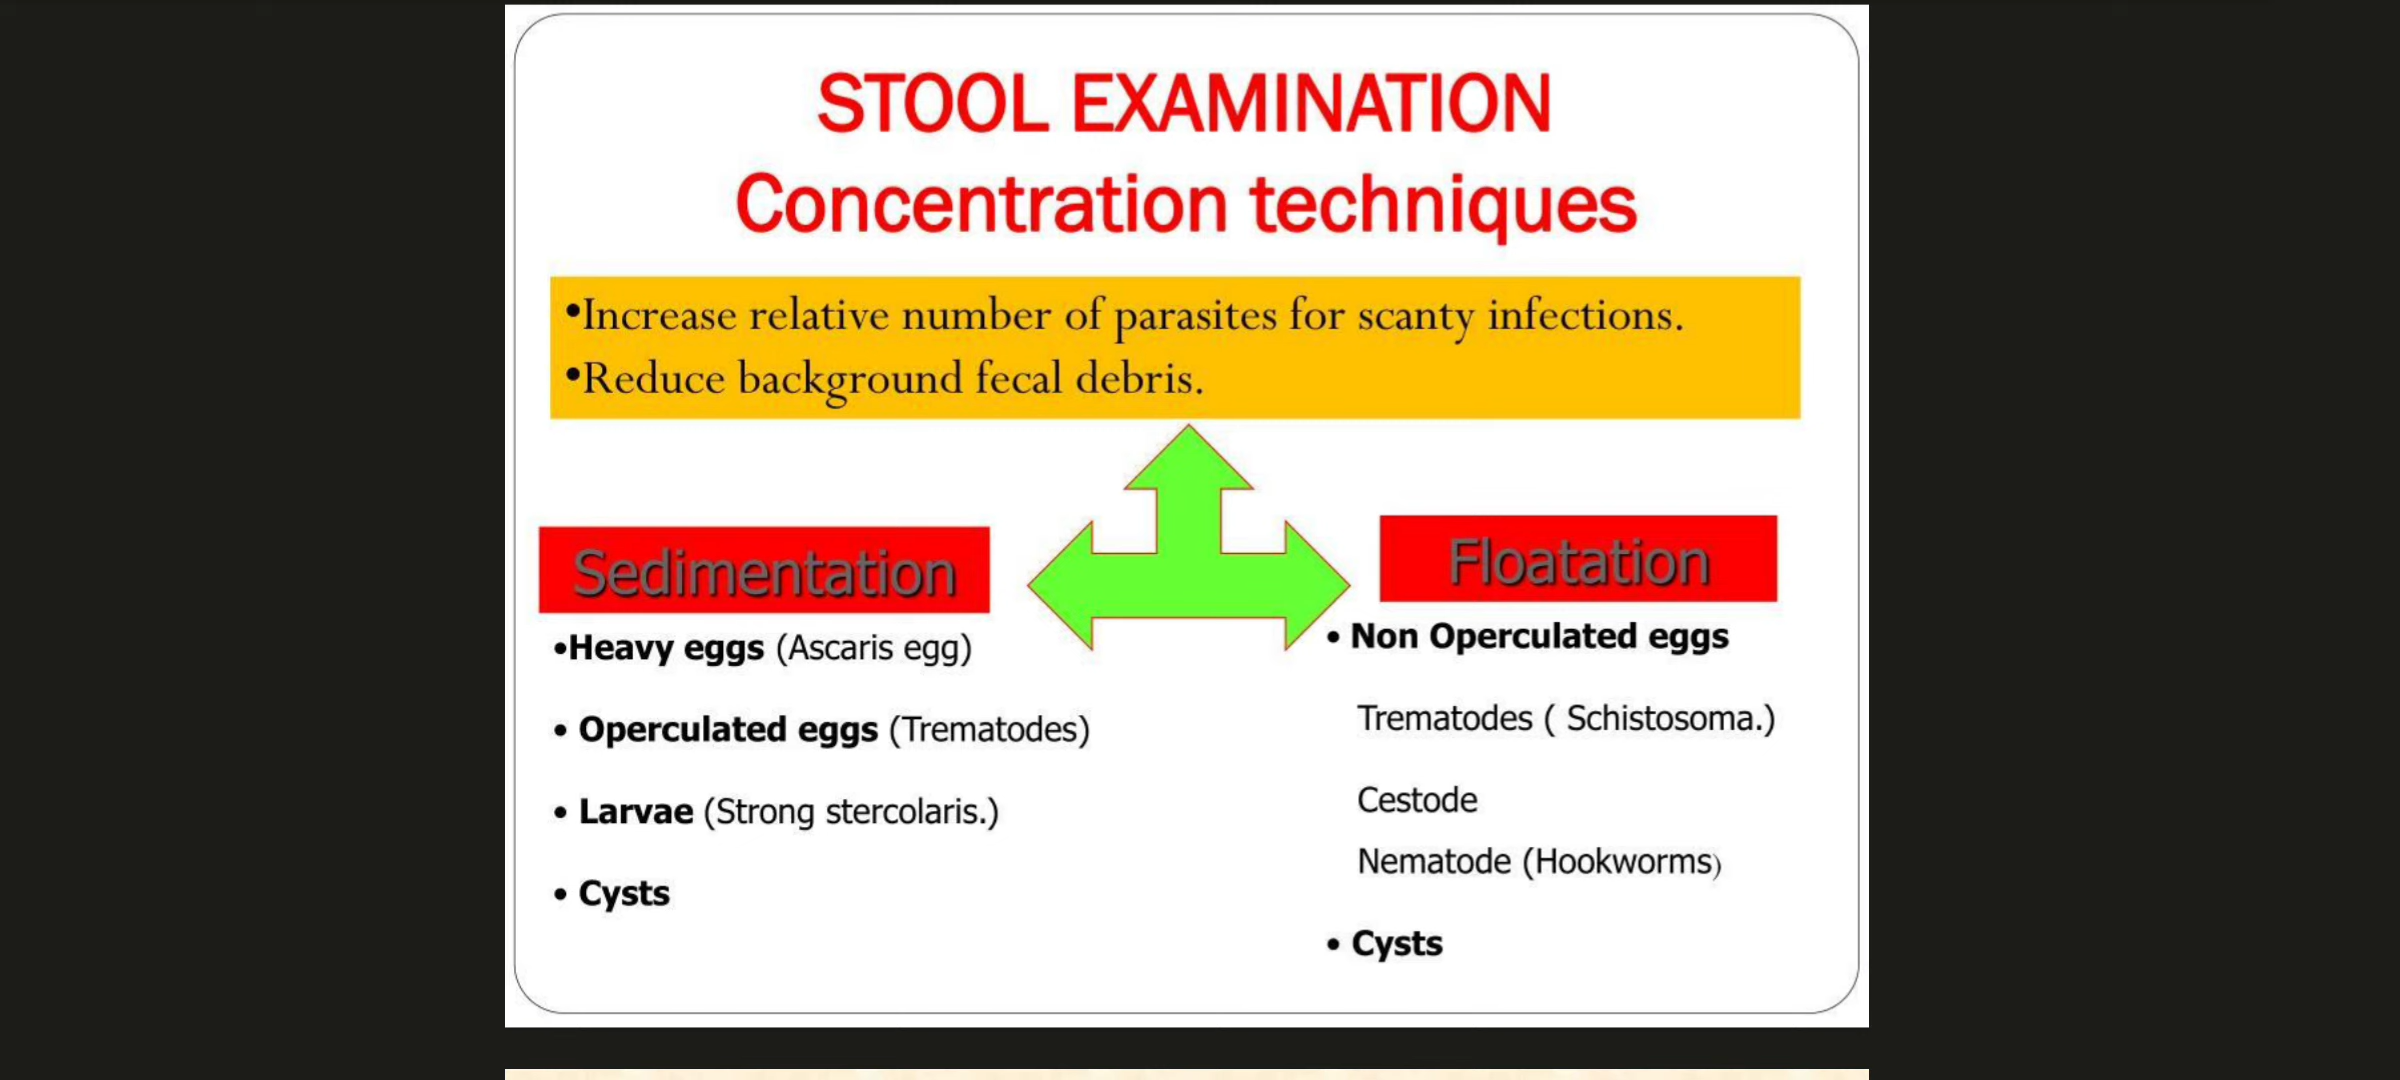 STOOL EXAMINATION
Concentration techniques
•Increase relative number of parasites for scanty infections.
•Reduce background fecal debris.
Sedimentation
•Heavy eggs (Ascaris egg)
• Operculated eggs (Trematodes)
• Larvae (Strong stercolaris.)
• Cysts
Floatation
• Non Operculated eggs
Trematodes ( Schistosoma.)
Cestode
Nematode (Hookworms)
• Cysts